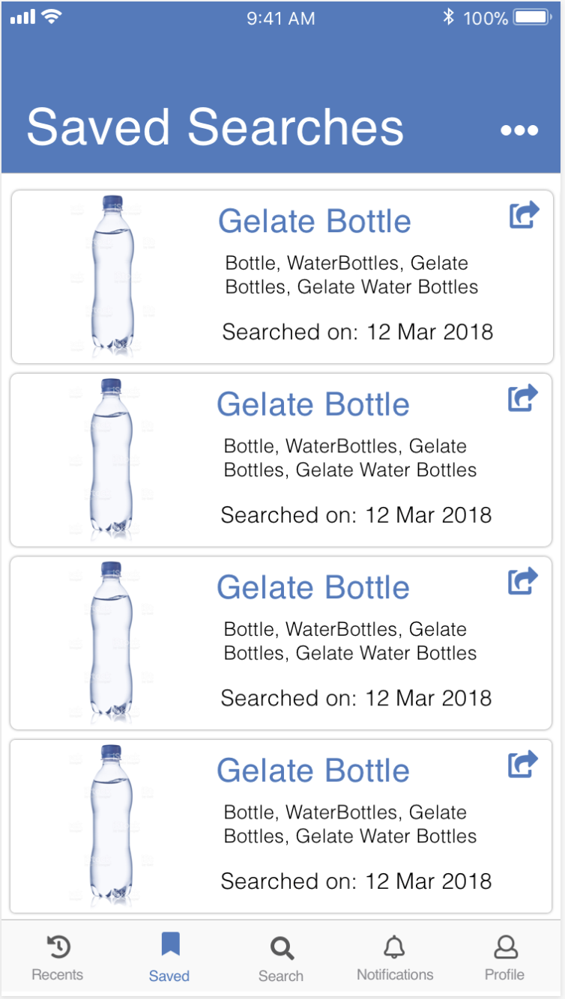 9:41 AM
100%
Saved Searches
Gelate Bottle
Bottle, WaterBottles, Gelate
Bottles, Gelate Water Bottles
Searched on: 12 Mar 2018
Gelate Bottle
Bottle, WaterBottles, Gelate
Bottles, Gelate Water Bottles
Searched on: 12 Mar 2018
Gelate Bottle
Bottle, WaterBottles, Gelate
Bottles, Gelate Water Bottles
Searched on: 12 Mar 2018
Gelate Bottle
Bottle, WaterBottles, Gelate
Bottles, Gelate Water Bottles
Searched on: 12 Mar 2018
Recents
Saved
Search
Notifications
Profile